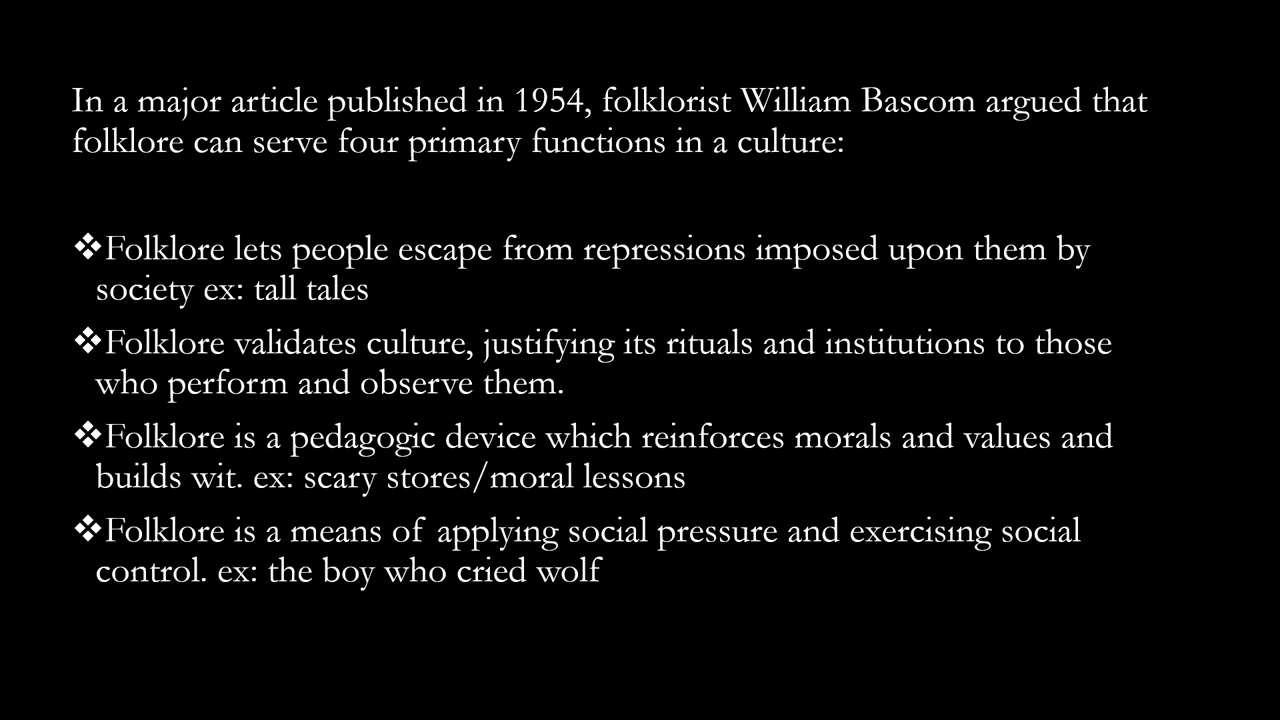 In a major article published in 1954, folklorist William Bascom argued that
folklore can serve four primary functions in a culture:
❖Folklore lets people escape from repressions imposed upon them by
society ex: tall tales
❖Folklore validates culture, justifying its rituals and institutions to those
who perform and observe them.
❖Folklore is a pedagogic device which reinforces morals and values and
builds wit. ex: scary stores/moral lessons
❖Folklore is a means of applying social pressure and exercising social
control. ex: the boy who cried wolf